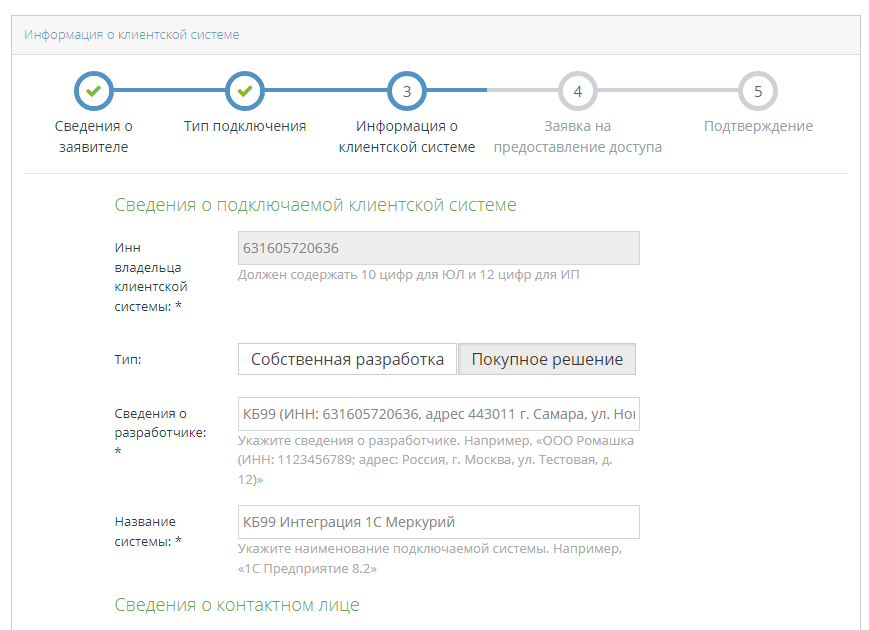 Информация о клиентской системе
3
4
5
Сведения о
заявителе
Тип подключения
Информация о
клиентской системе
Заявка на
предоставление доступа
Подтверждение
Сведения о подключаемой клиентской системе
Инн
владельца
клиентской
системы: *
631605720636
Должен содержать 10 цифр для ЮЛ и 12 цифр для ИП
Тип:
Собственная разработка
Покупное решение
Сведения о
разработчике:
*
КБ99 (ИНН: 631605720636, адрес 443011 г. Самара, ул. Но
Укажите сведения о разработчике. Например, «ООО Ромашка
(ИНН: 1123456789; адрес: Россия, г. Москва, ул. Тестовая, д.
12)»
Название
системы: *
КБ99 Интеграция 1С Меркурий
Укажите наименование подключаемой системы. Например,
«1С Предприятие 8.2»
Сведения о контактном лице